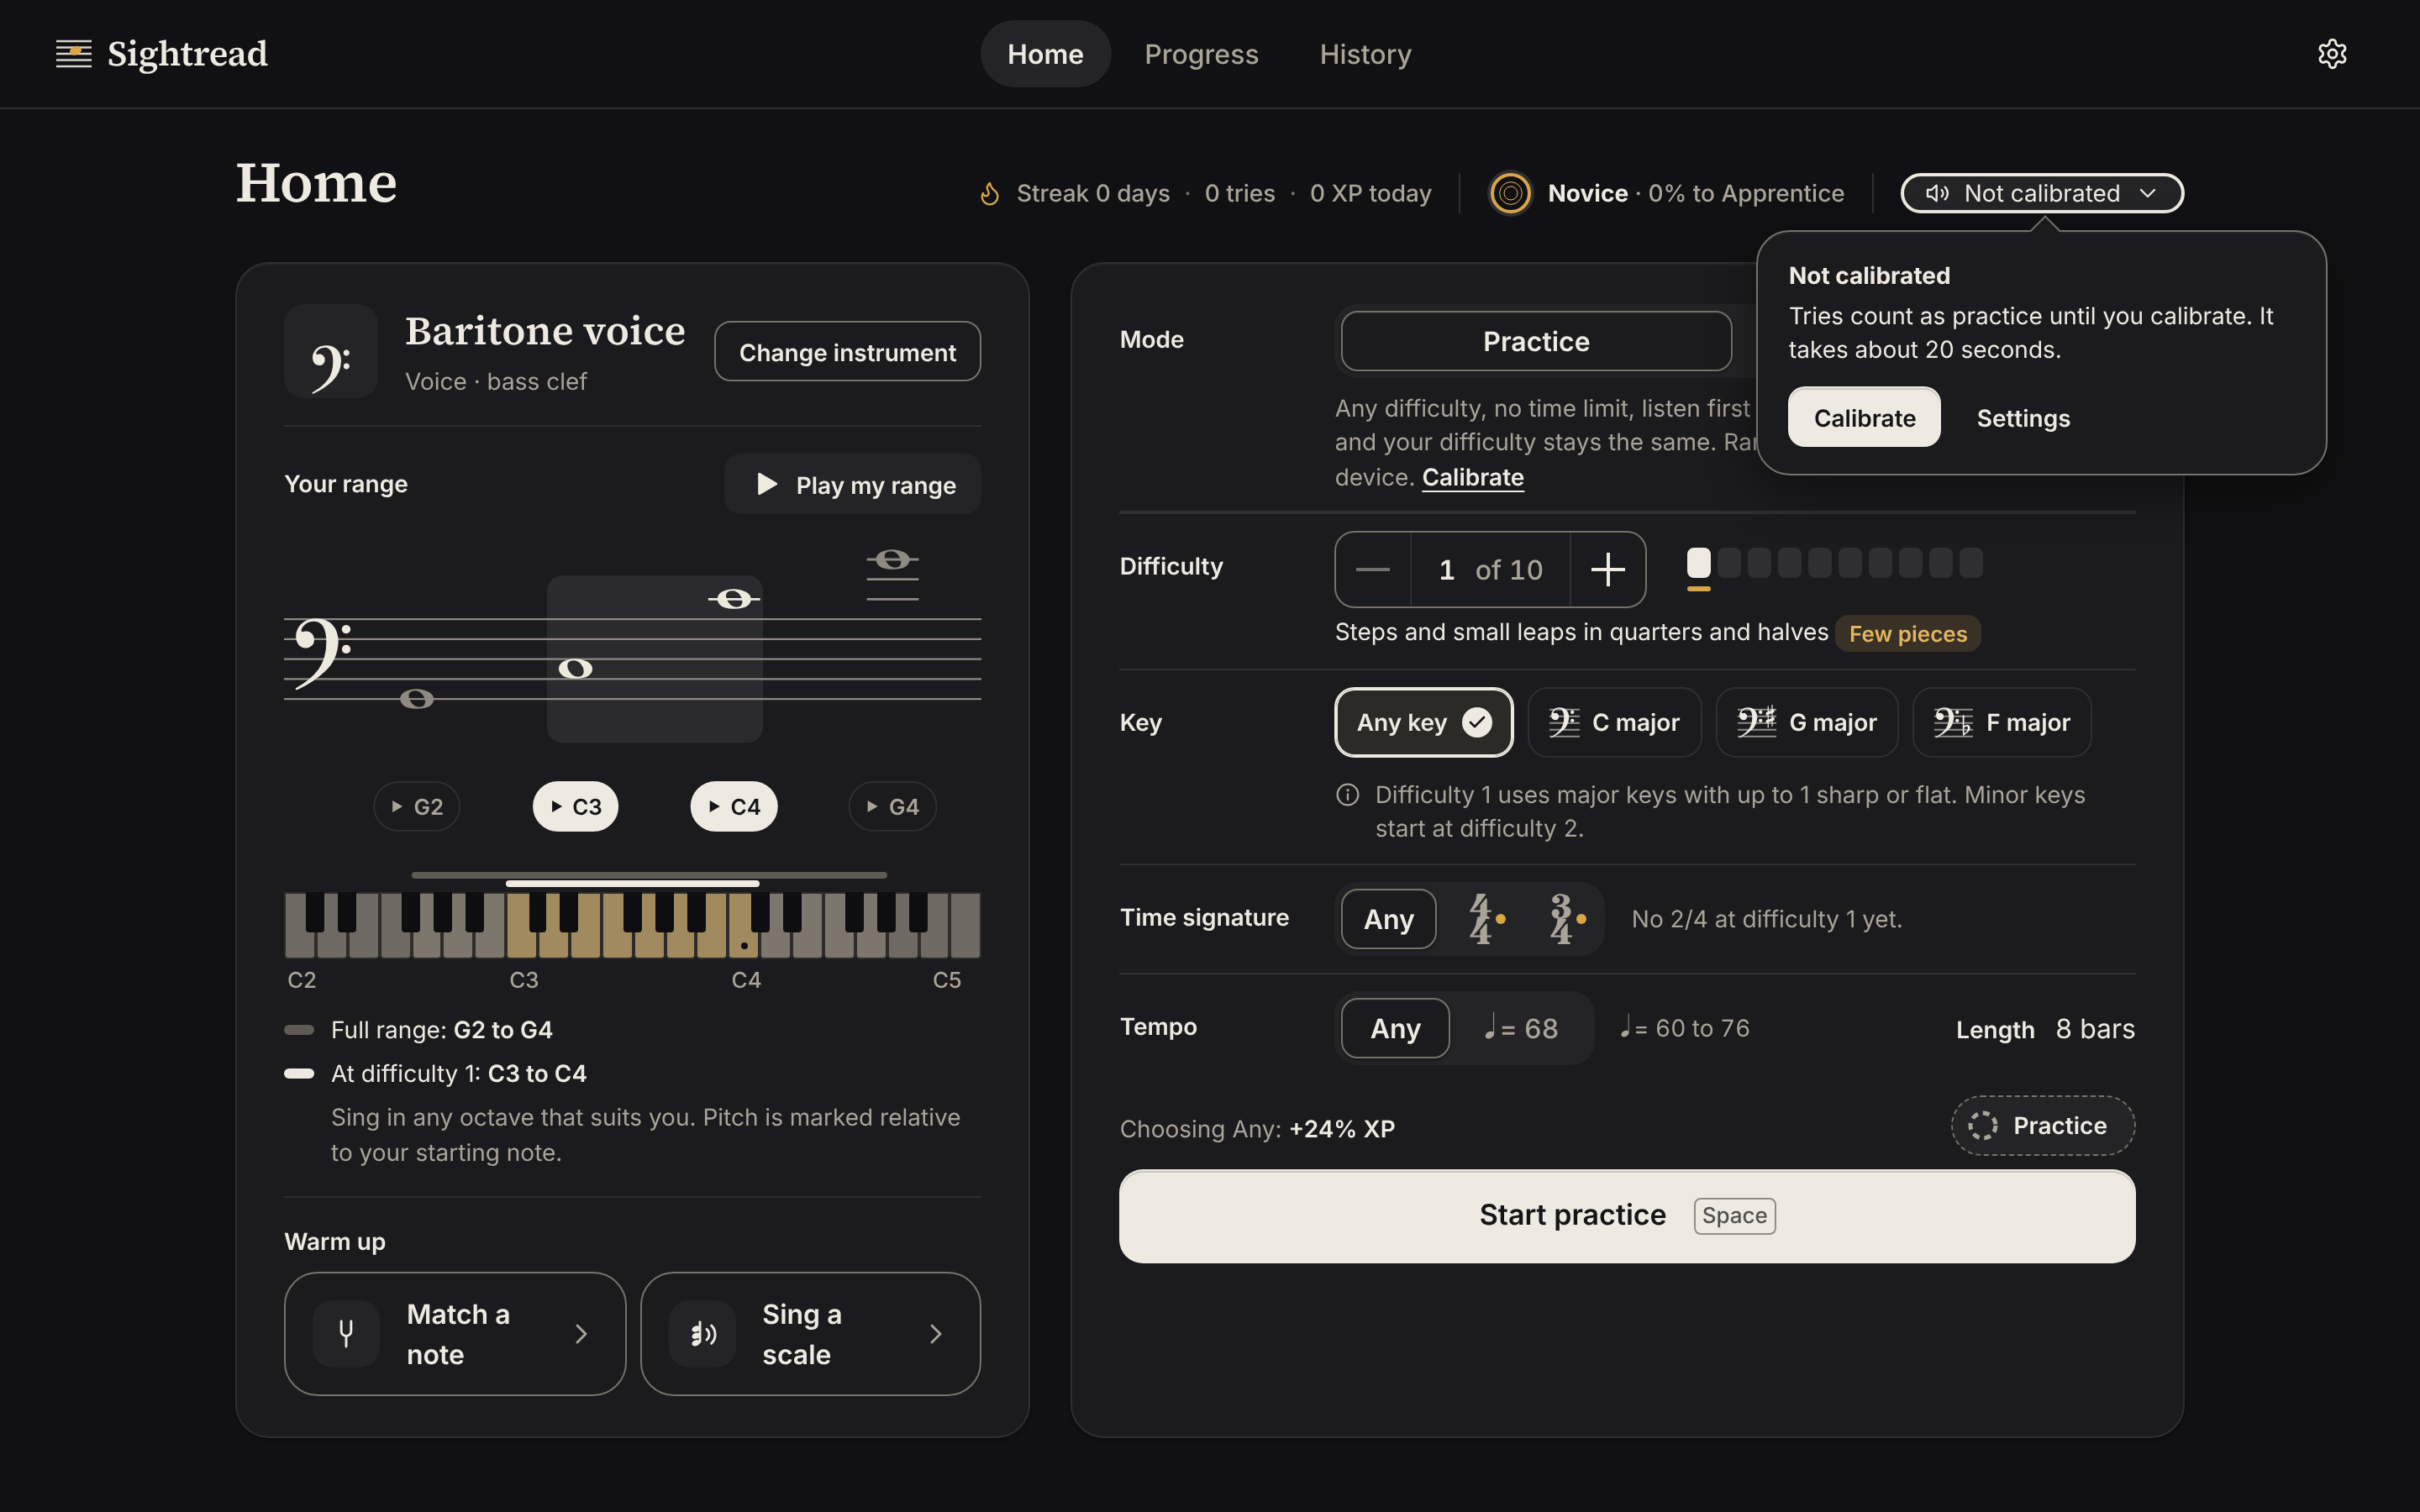 Sightread
Home
Progress
History
Home
Streak 0 days · 0 tries · 0 XP today
Novice · 0% to Apprentice
Not calibrated
Not calibrated
Tries count as practice until you calibrate. It
takes about 20 seconds.
Calibrate
Settings
Baritone voice
Voice · bass clef
Change instrument
Your range
Play my range
G2
C3
C4
G4
C2
C3
C4
C5
Full range: G2 to G4
At difficulty 1: C3 to C4
Sing in any octave that suits you. Pitch is marked relative
to your starting note.
Warm up
Match a
note
Sing a
scale
Mode
Practice
Any difficulty, no time limit, listen first
and your difficulty stays the same.
device. Calibrate
Difficulty
1 of 10
Steps and small leaps in quarters and halves
Few pieces
Key
Any key
C major
G major
F major
Difficulty 1 uses major keys with up to 1 sharp or flat. Minor keys
start at difficulty 2.
Time signature
Any
4
4
3
4
No 2/4 at difficulty 1 yet.
Tempo
Any
= 68
= 60 to 76
Length 8 bars
Choosing Any: +24% XP
Practice
Start practice
Space